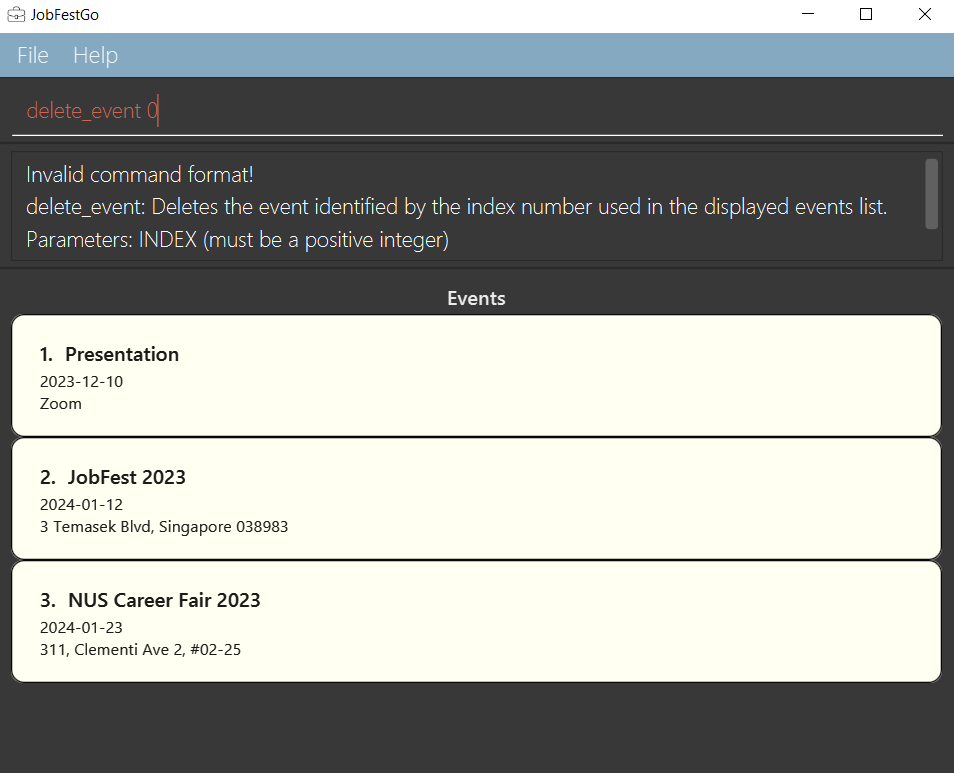 JobFestGo
File Help
delete_event 0
Invalid command format!
delete_event: Deletes the event identified by the index number used in the displayed events list.
Parameters: INDEX (must be a positive integer)
Events
1. Presentation
2023-12-10
Zoom
2. JobFest 2023
2024-01-12
3 Temasek Blvd, Singapore 038983
3. NUS Career Fair 2023
2024-01-23
311, Clementi Ave 2, #02-25